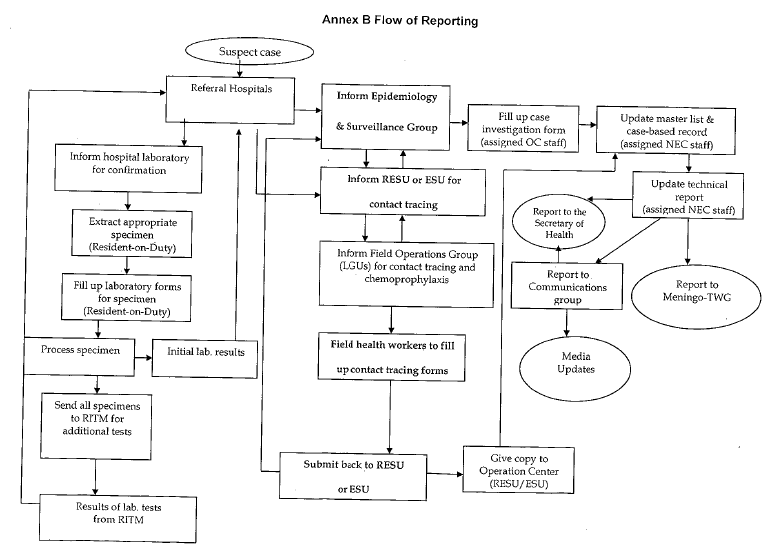 Annex B Flow of Reporting
Suspect case
Referral Hospitals
Inform hospital laboratory
for confirmation
Extract appropriate
specimen
(Resident-on-Duty)
Fill up laboratory forms
for specimen
(Resident-on-Duty)
Process specimen
Initial lab. results
Send all specimens
to RITM for
additional tests
Results of lab. tests
from RITM
Inform Epidemiology
& Surveillance Group
Inform RESU or ESU for
contact tracing
Inform Field Operations Group
(LGUs) for contact tracing and
chemoprophylaxis
Field health workers to fill
up contact tracing forms
Submit back to RESU
or ESU
Give copy to
Operation Center
(RESU/ESU)
Fill up case
investigation form
(assigned OC staff)
Update master list &
case-based record
(assigned NEC staff)
Update technical
report
(assigned NEC staff)
Report to the
Secretary of
Health
Report to
Communications
group
Report to
Meningo-TWG
Media
Updates